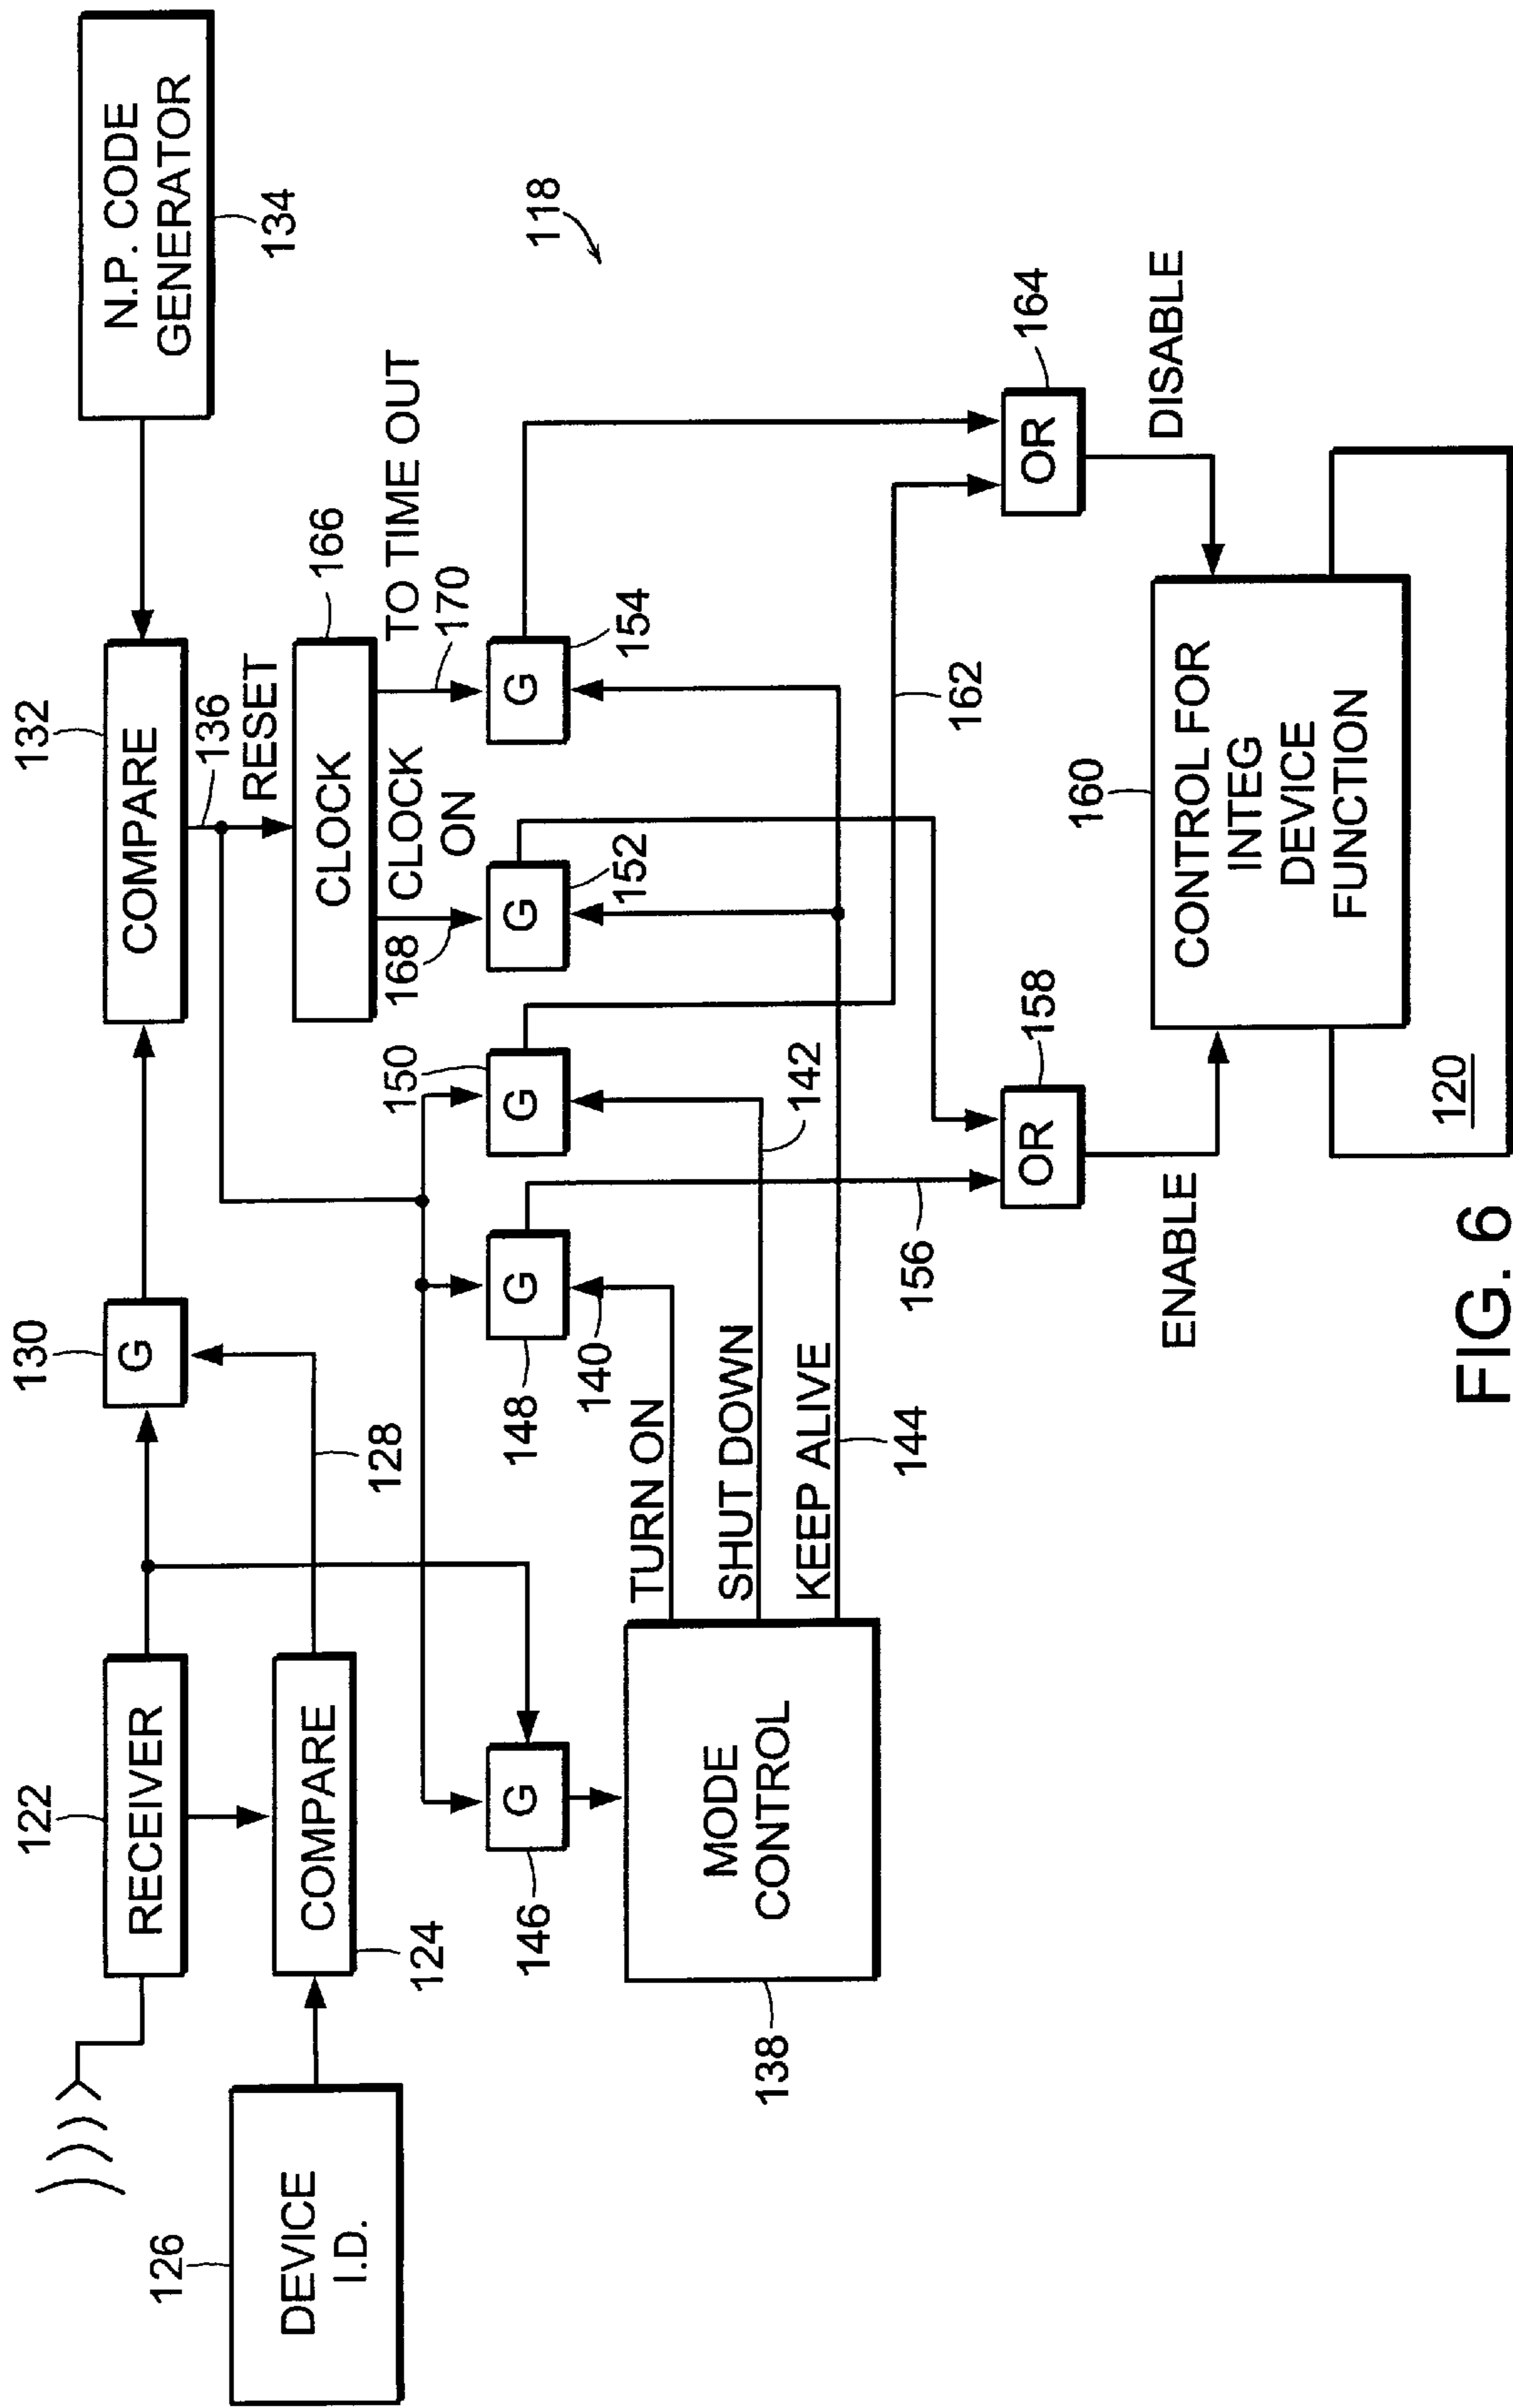 122
RECEIVER
130
G
132
COMPARE
N.P. CODE
GENERATOR
134
136
RESET
126
DEVICE
I.D.
COMPARE
124
128
CLOCK
166
168
CLOCK
ON
TO TIME OUT
170
118
146
G
148
G
140
150
G
G
152
G
154
138
MODE
CONTROL
TURN ON
SHUT DOWN
KEEP ALIVE
142
144
156
162
158
OR
164
OR
ENABLE
DISABLE
160
CONTROL FOR
INTEG
DEVICE
FUNCTION
120
FIG. 6